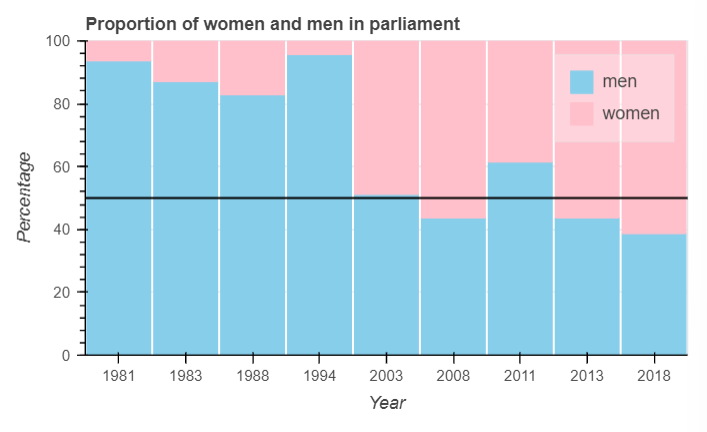 Proportion of women and men in parliament
100
80
60
40
20
0
Percentage
men
women
1981 1983 1988 1994 2003 2008 2011 2013 2018
Year